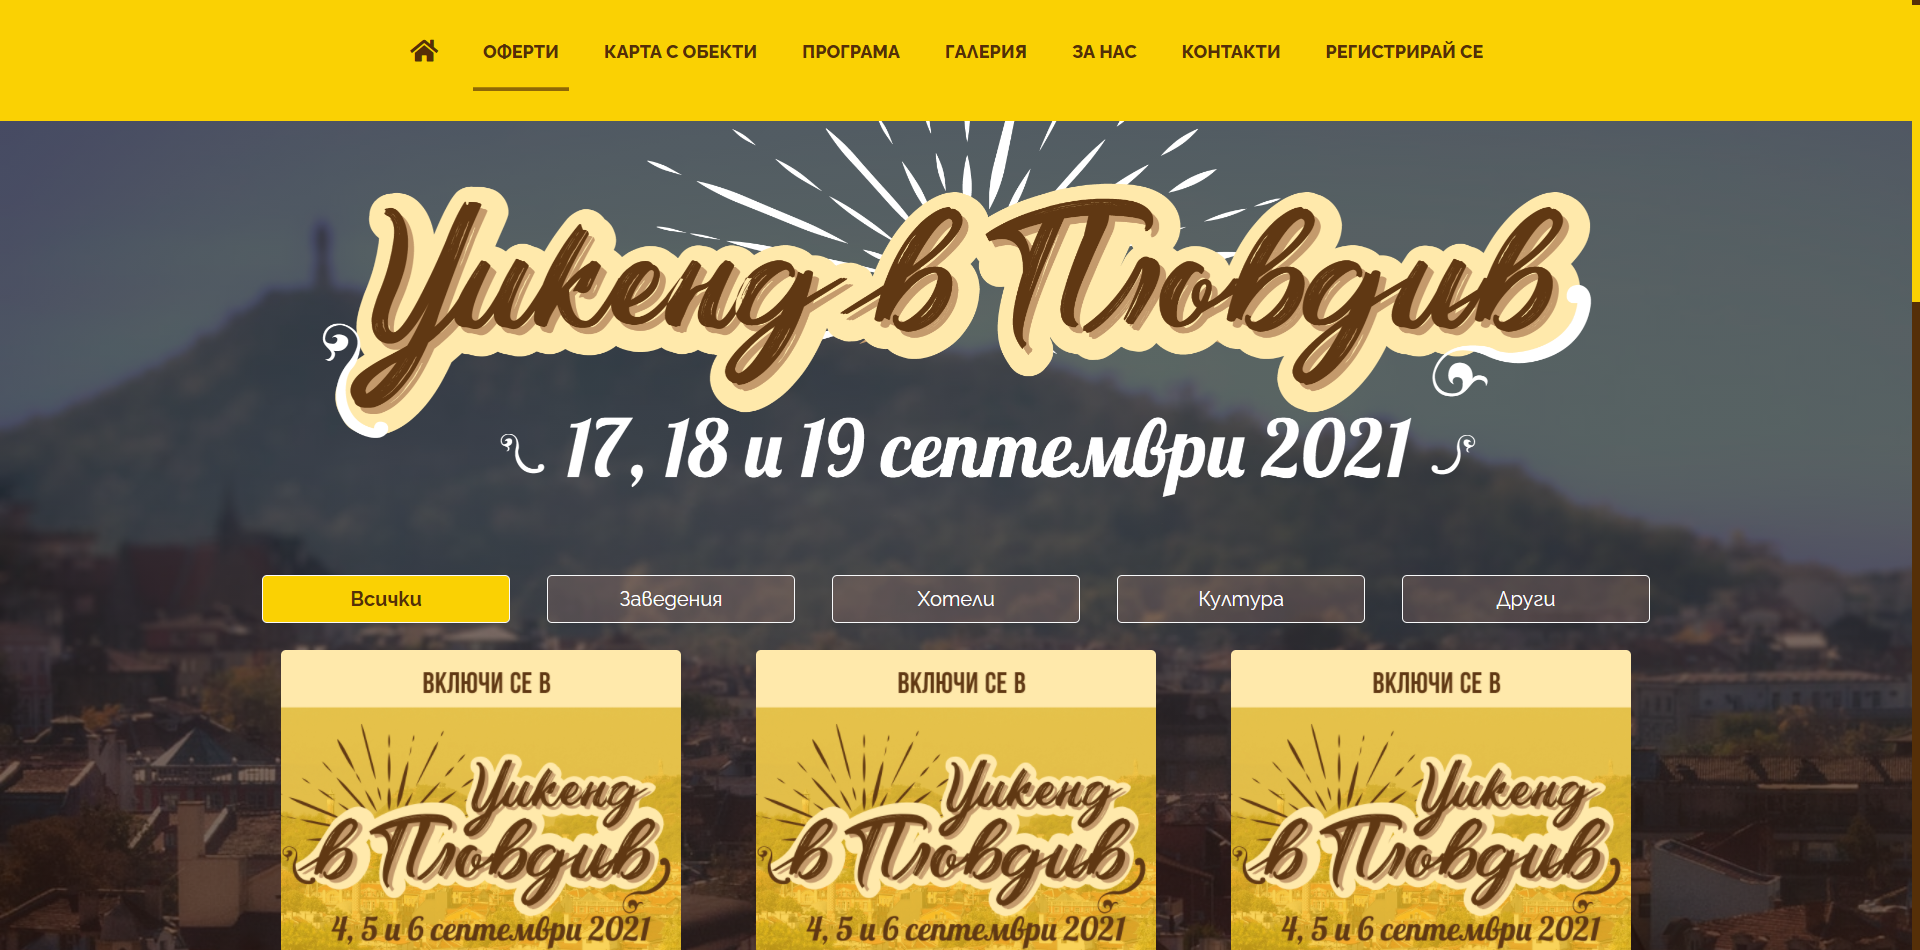 ОФЕРТИ КАРТА С ОБЕКТИ ПРОГРАМА ГАЛЕРИЯ ЗА НАС КОНТАКТИ РЕГИСТРИРАЙ СЕ
Уикенд в Пловдив
17, 18 и 19 септември 2021
Всички Заведения Хотели Култура Други
ВКЛЮЧИ СЕ В
Уикенд
в Пловдив
4, 5 и 6 септември 2021
ВКЛЮЧИ СЕ В
Уикенд
в Пловдив
4, 5 и 6 септември 2021
ВКЛЮЧИ СЕ В
Уикенд
в Пловдив
4, 5 и 6 септември 2021